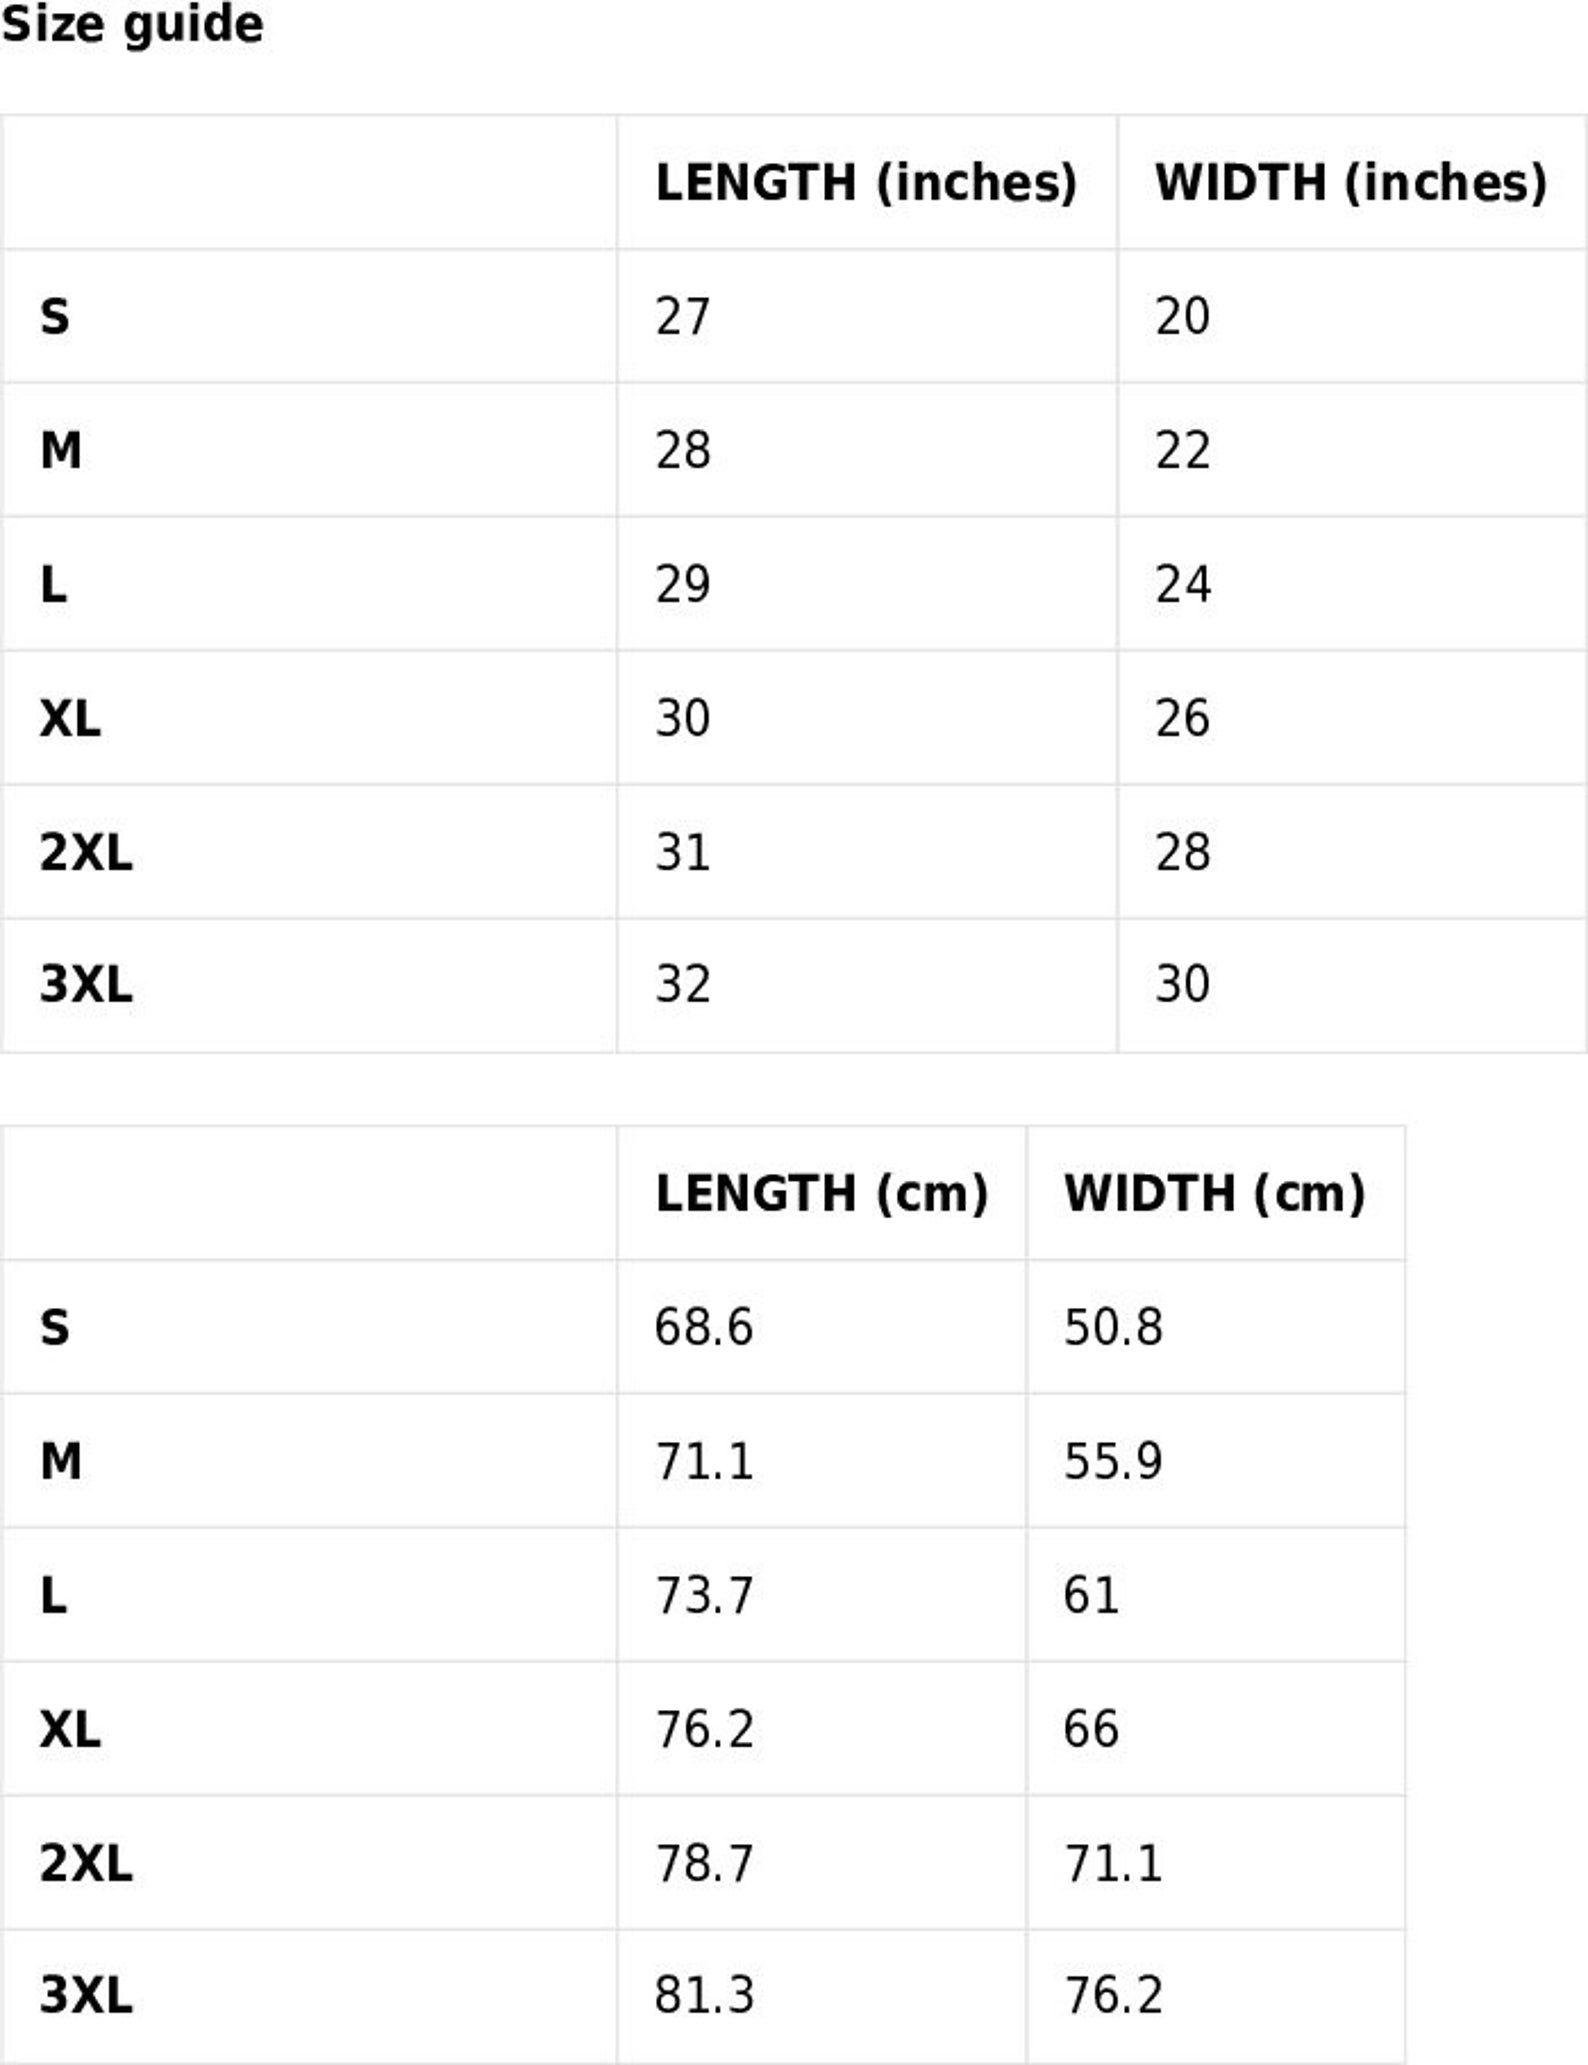 Size guide
LENGTH (inches) WIDTH (inches)
S 27 20
M 28 22
L 29 24
XL 30 26
2XL 31 28
3XL 32 30
LENGTH (cm) WIDTH (cm)
S 68.6 50.8
M 71.1 55.9
L 73.7 61
XL 76.2 66
2XL 78.7 71.1
3XL 81.3 76.2